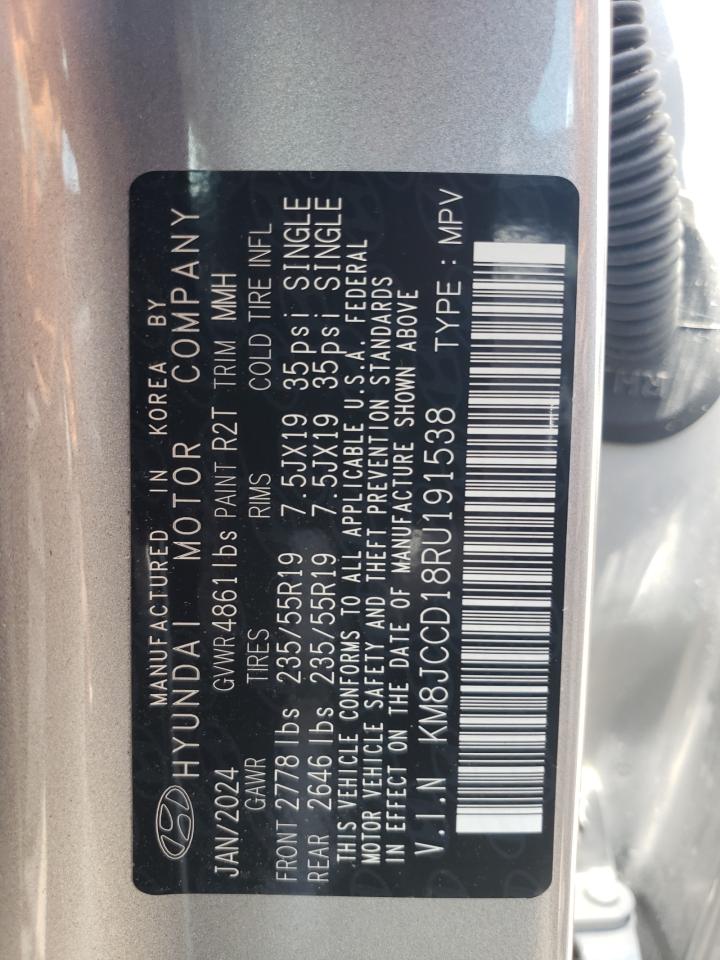 MANUFACTURED IN KOREA BY
HYUNDAI MOTOR COMPANY
JAN/2024 GVWR 4861 lbs PAINT R2T TRIM MMH
GAWR TIRES RIMS COLD TIRE INFL
FRONT 2778 lbs 235/55R19 7.5JX19 35psi SINGLE
REAR 2646 lbs 235/55R19 7.5JX19 35psi SINGLE
THIS VEHICLE CONFORMS TO ALL APPLICABLE U.S.A. FEDERAL
MOTOR VEHICLE SAFETY AND THEFT PREVENTION STANDARDS
IN EFFECT ON THE DATE OF MANUFACTURE SHOWN ABOVE
V.I.N KM8JCCD18RU191538 TYPE : MPV